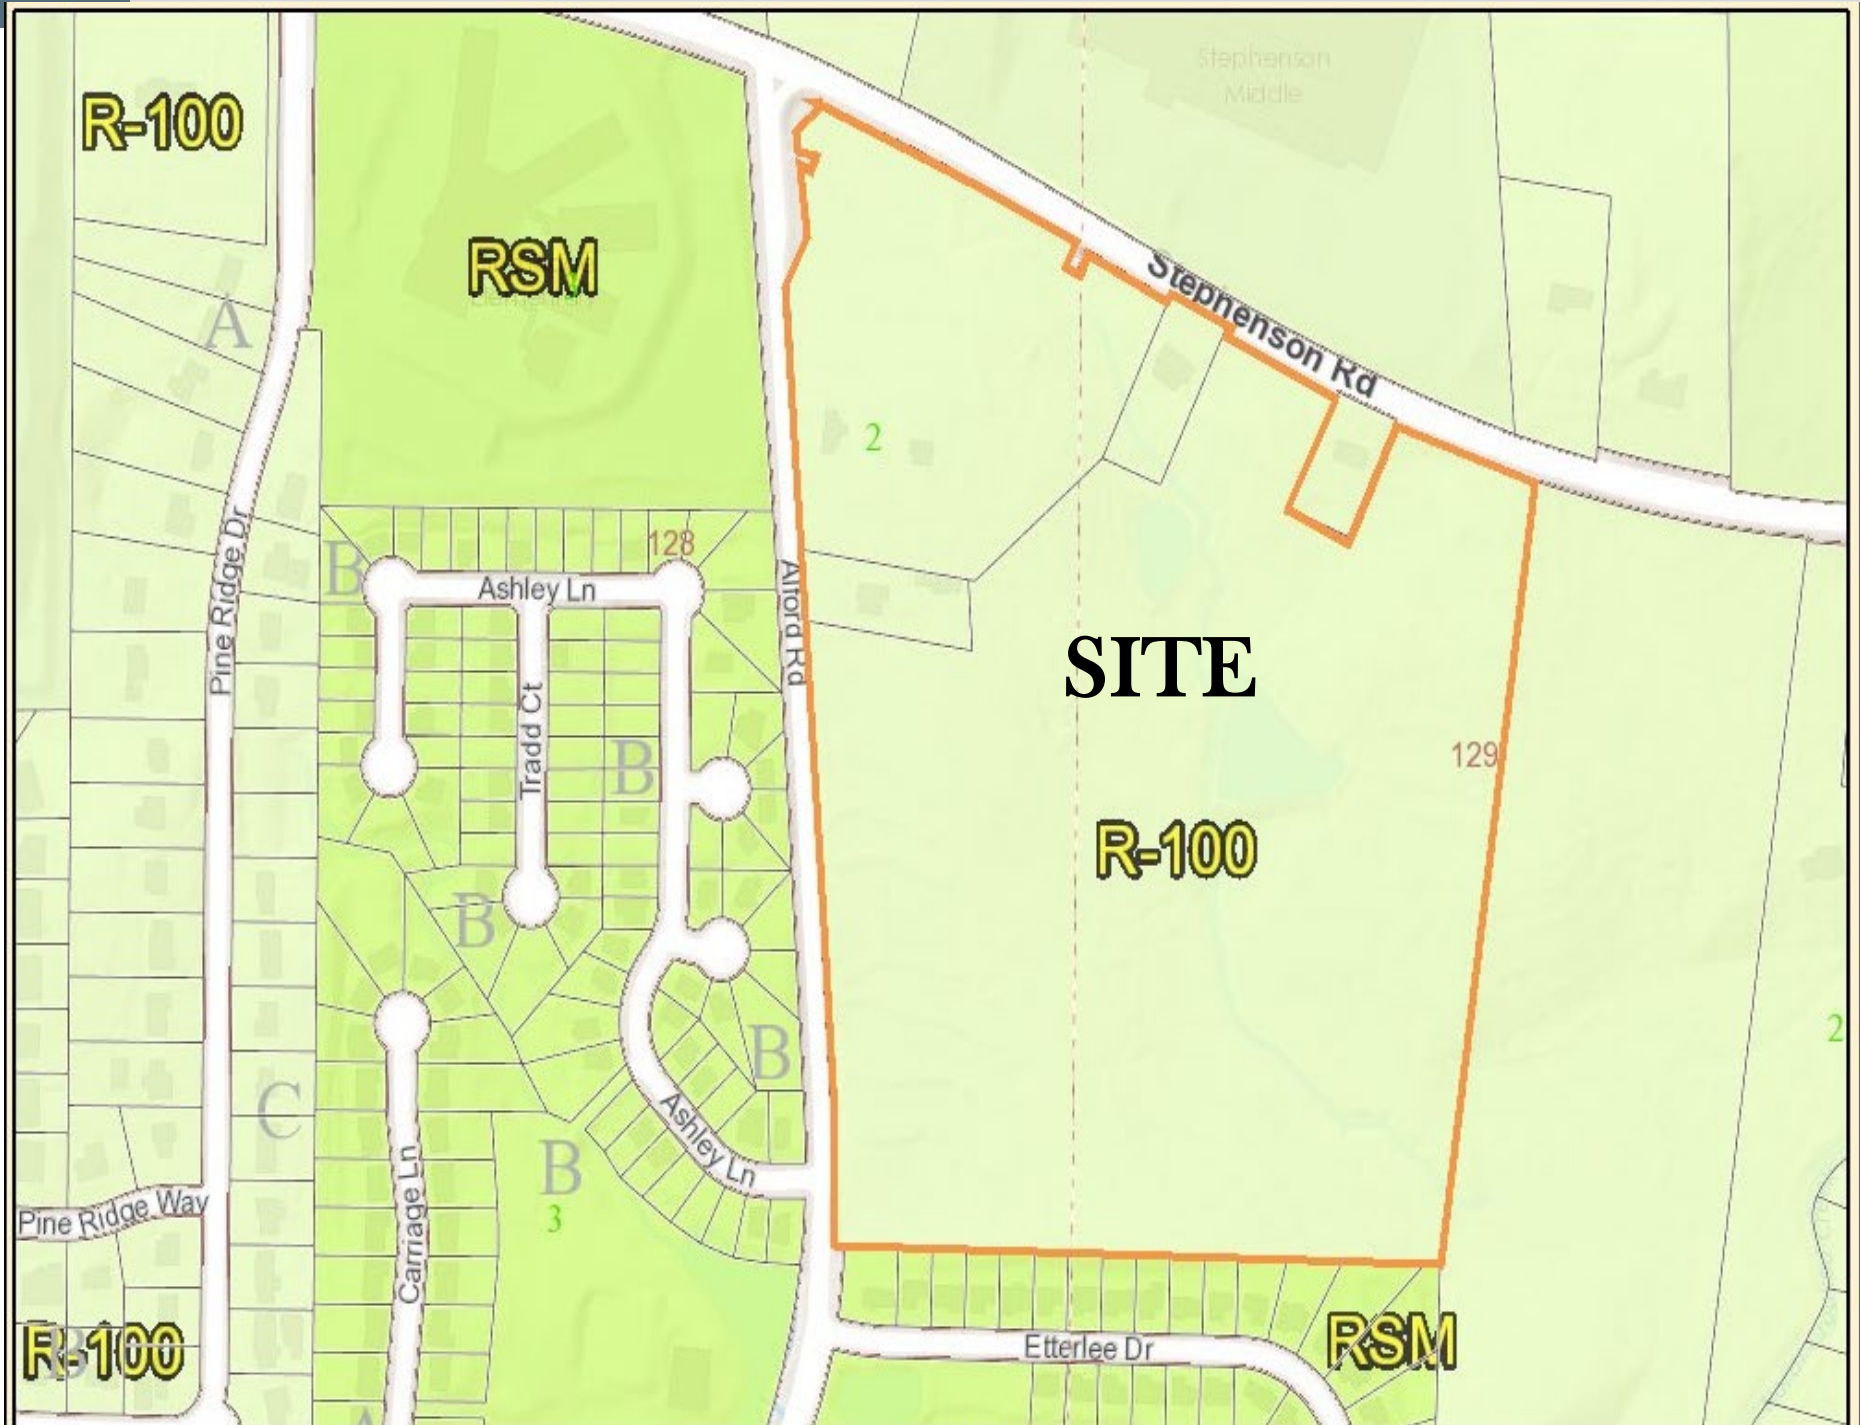 Stephenson
Middle
R-100
RSM
A
Stephenson Rd
2
128
B
Ashley Ln
Pine Ridge Dr
Alford Rd
SITE
Tradd Ct
B
129
R-100
B
2
B
C
Ashley Ln
B
3
Carriage Ln
Pine Ridge Way
R-100
B
Etterlee Dr
RSM
A